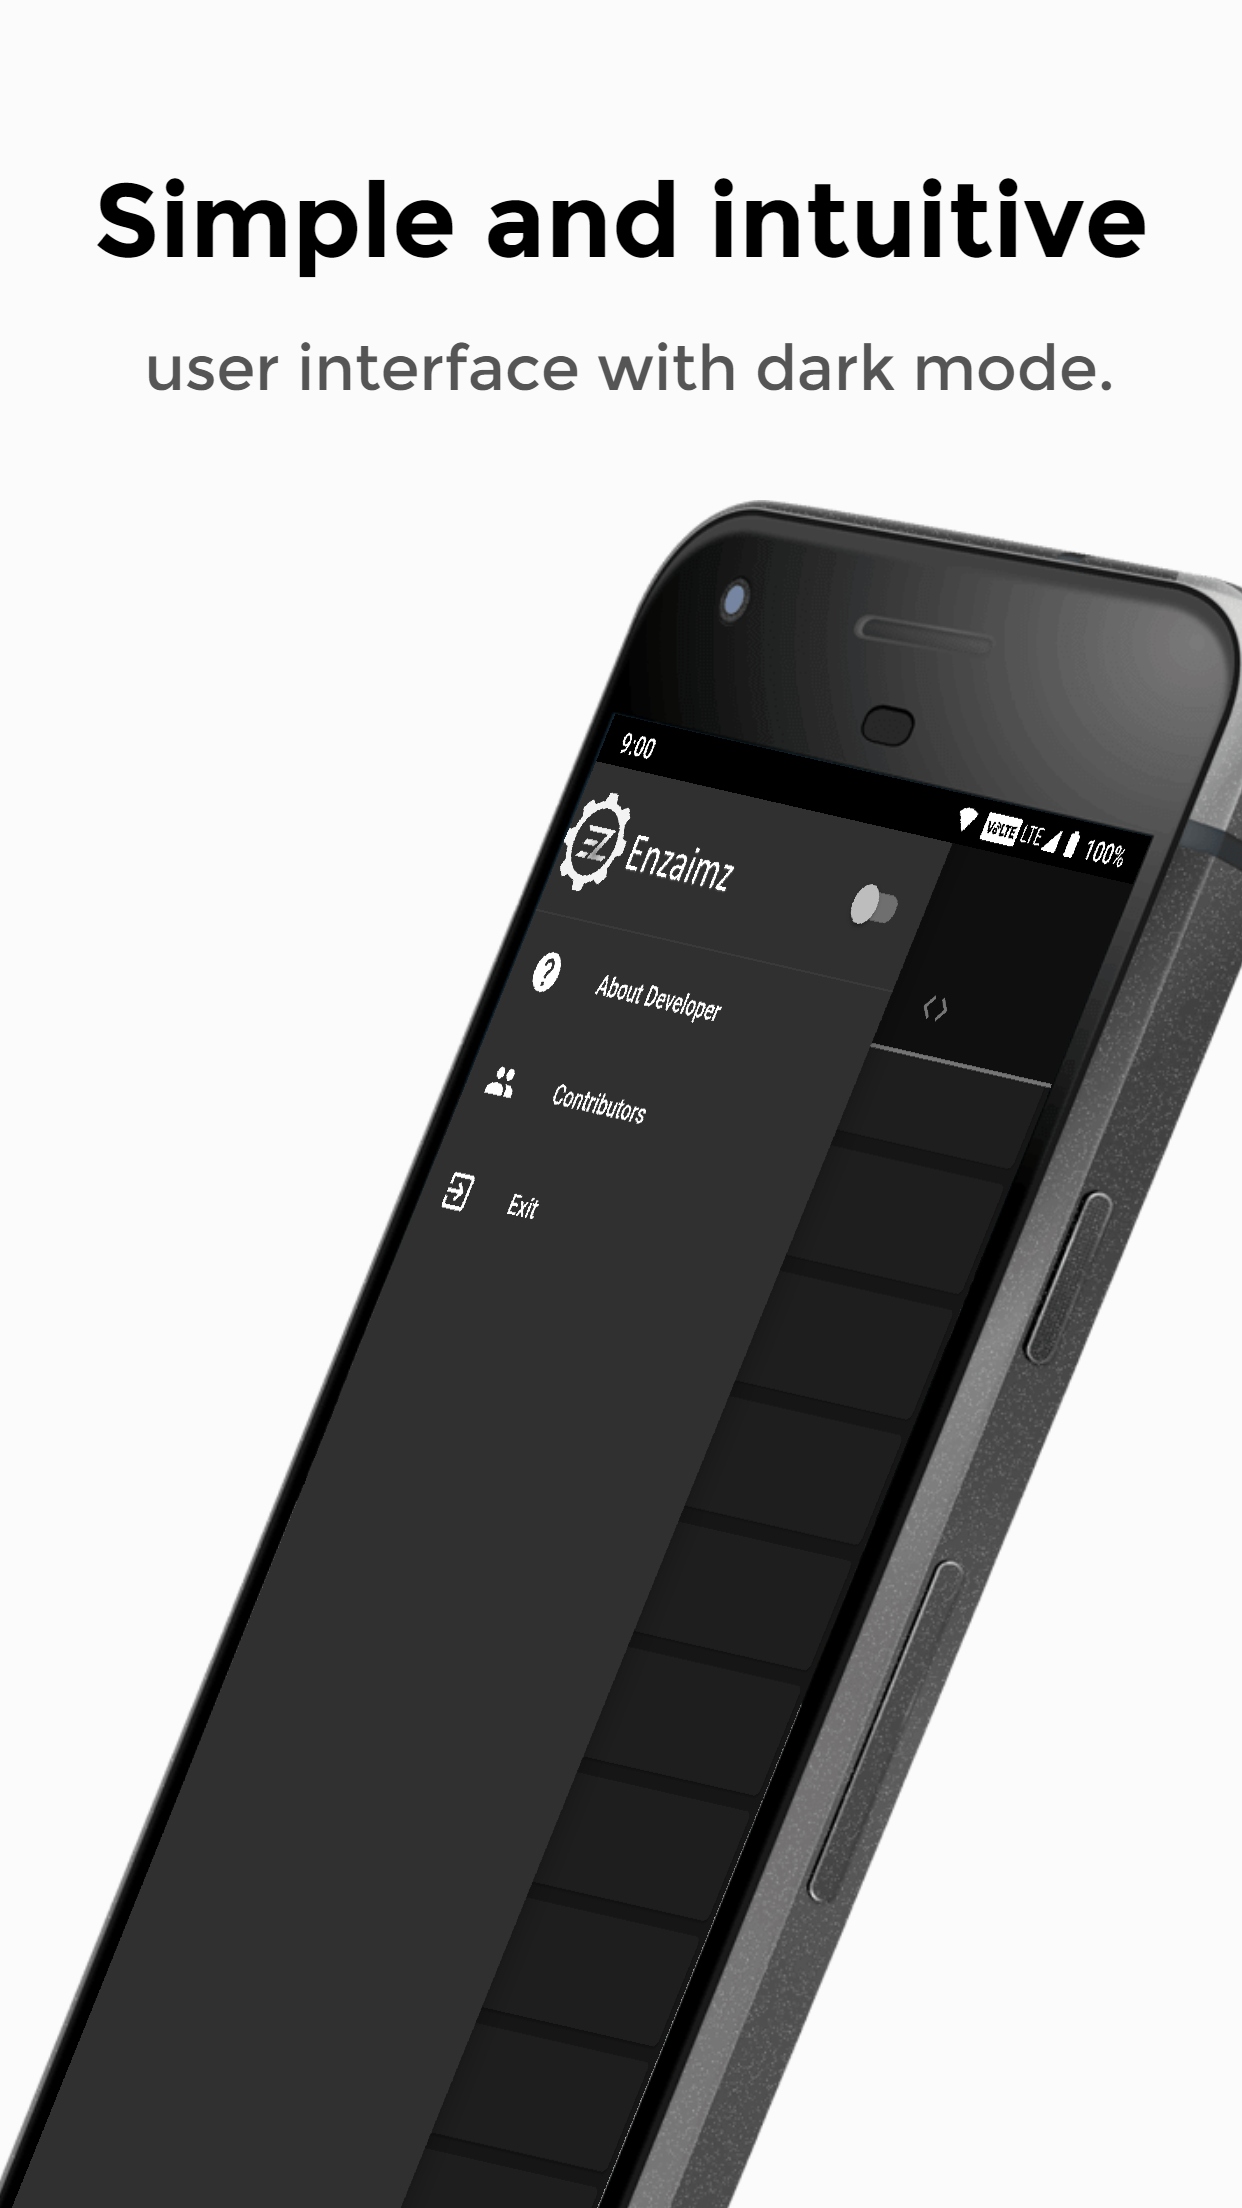 Simple and intuitive
user interface with dark mode.
9:00
VoLTE LTE 100%
EZ Enzaimz
About Developer
Contributors
Exit